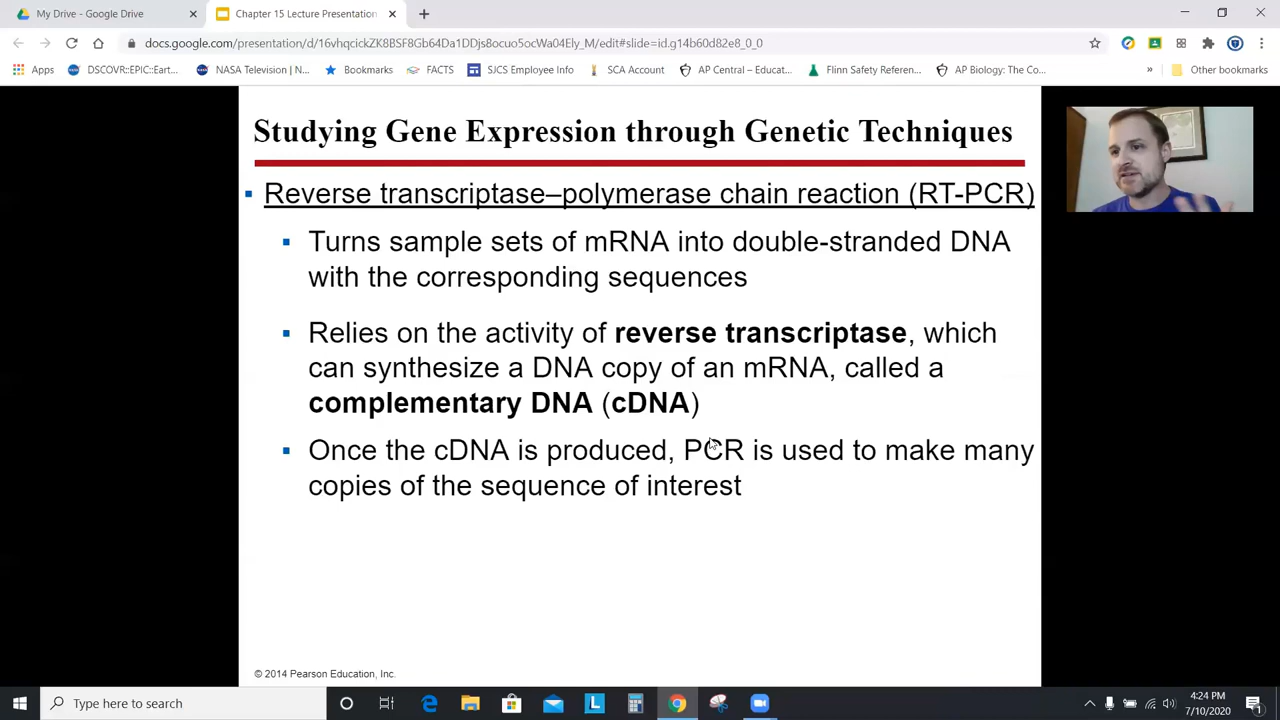 My Drive - Google Drive
Chapter 15 Lecture Presentation
docs.google.com/presentation/d/16vhqcickZK8BSF8GF64D1TDDjs8ocuo5ocWa04Ely_M/edit#slide=id.g14b60d82e8_0_0
Apps DSCOVR::EPIC::Eart... NASA Television | N... Bookmarks FACTS SJCS Employee Info SCA Account AP Central – Educat... Flinn Safety Referen... AP Biology: The Co... » Other bookmarks
Studying Gene Expression through Genetic Techniques
Reverse transcriptase–polymerase chain reaction (RT-PCR)
Turns sample sets of mRNA into double-stranded DNA
with the corresponding sequences
Relies on the activity of reverse transcriptase, which
can synthesize a DNA copy of an mRNA, called a
complementary DNA (cDNA)
Once the cDNA is produced, PCR is used to make many
copies of the sequence of interest
© 2014 Pearson Education, Inc.
Type here to search
4:24 PM
7/10/2020